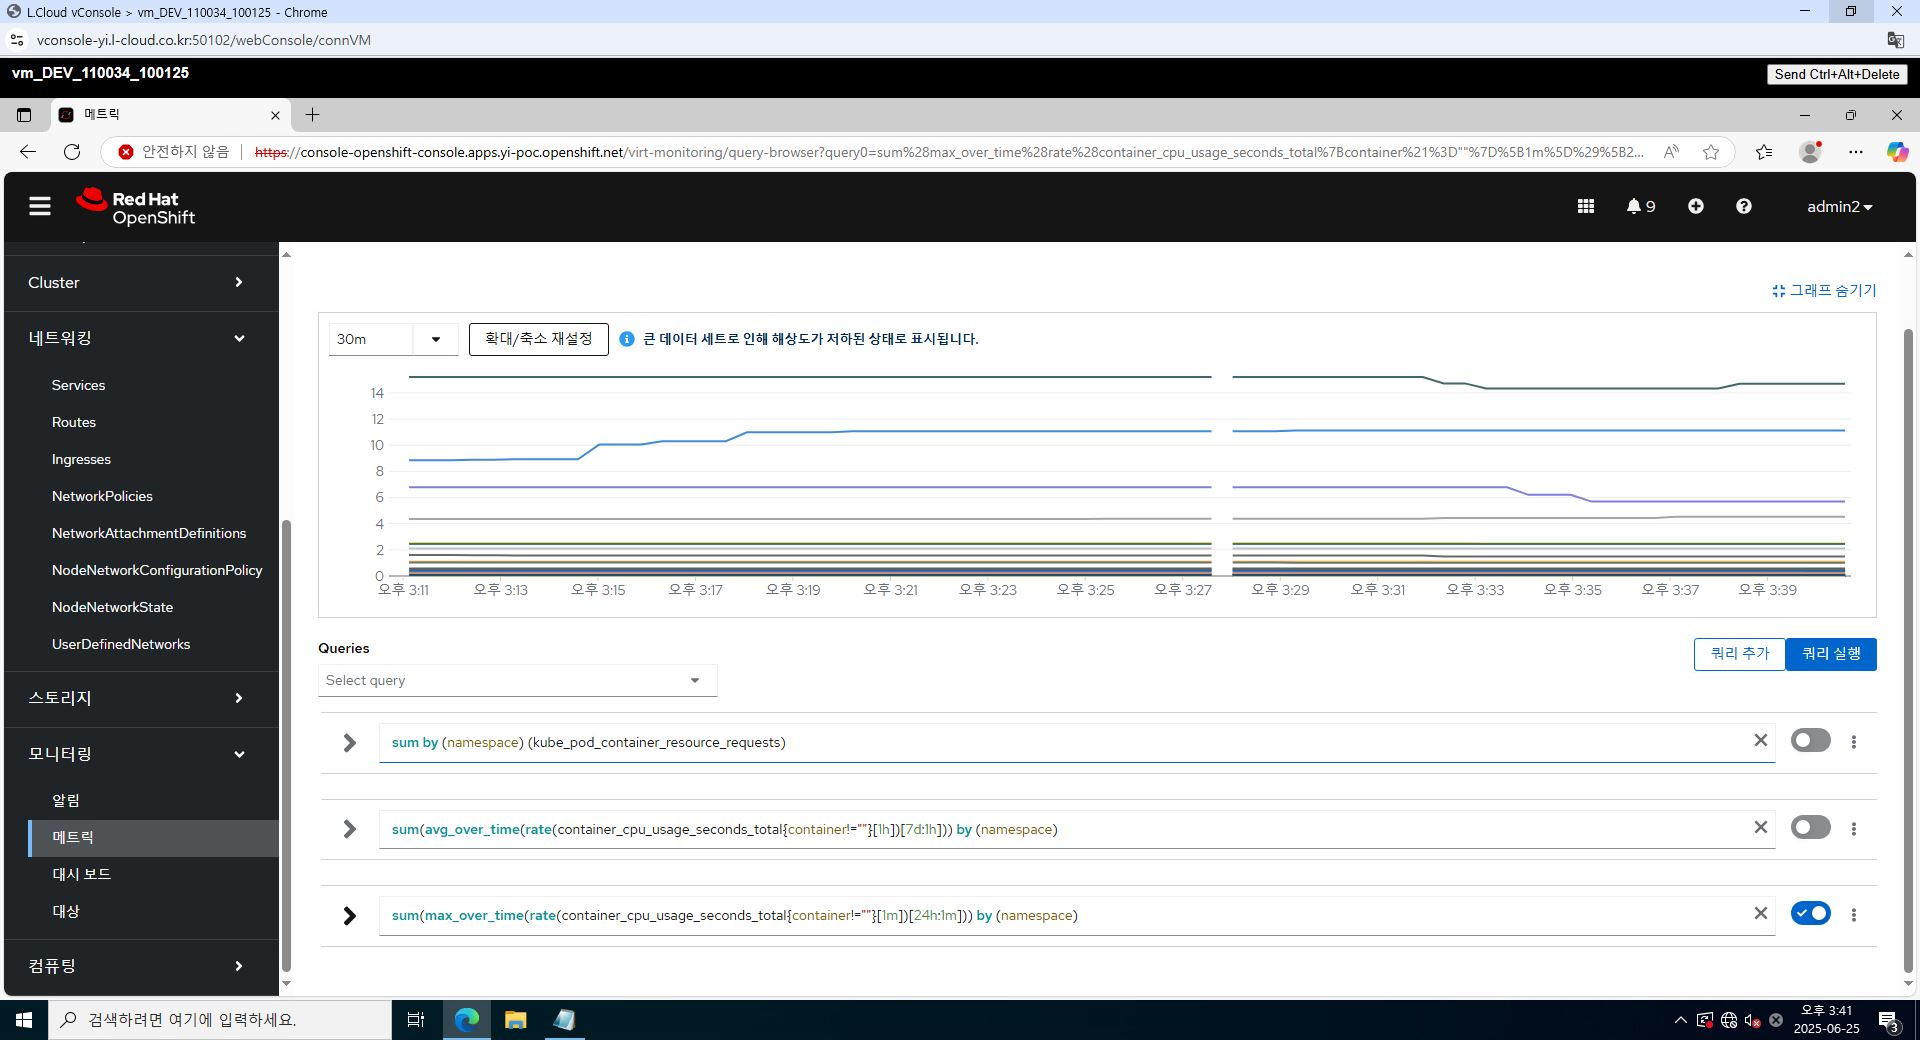 L.Cloud vConsole > vm_DEV_110034_100125 - Chrome
vconsole-yi.l-cloud.co.kr:50102/webConsole/connVM
vm_DEV_110034_100125
Send Ctrl+Alt+Delete
메트릭
안전하지 않음
https://console-openshift-console.apps.yi-poc.openshift.net/virt-monitoring/query-browser?query0=sum%28max_over_time%28rate%28container_cpu_usage_seconds_total%7Bcontainer%21%3D""%7D%5B1m%5D%29%5B2...
Red Hat
OpenShift
9
admin2
Cluster
네트워킹
Services
Routes
Ingresses
NetworkPolicies
NetworkAttachmentDefinitions
NodeNetworkConfigurationPolicy
NodeNetworkState
UserDefinedNetworks
스토리지
모니터링
알림
메트릭
대시 보드
대상
컴퓨팅
그래프 숨기기
30m
확대/축소 재설정
큰 데이터 세트로 인해 해상도가 저하된 상태로 표시됩니다.
14
12
10
8
6
4
2
0
오후 3:11 오후 3:13 오후 3:15 오후 3:17 오후 3:19 오후 3:21 오후 3:23 오후 3:25 오후 3:27 오후 3:29 오후 3:31 오후 3:33 오후 3:35 오후 3:37 오후 3:39
Queries
쿼리 추가
쿼리 실행
Select query
sum by (namespace) (kube_pod_container_resource_requests)
sum(avg_over_time(rate(container_cpu_usage_seconds_total{container!=""}[1h])[7d:1h])) by (namespace)
sum(max_over_time(rate(container_cpu_usage_seconds_total{container!=""}[1m])[24h:1m])) by (namespace)
검색하려면 여기에 입력하세요.
오후 3:41
2025-06-25
3